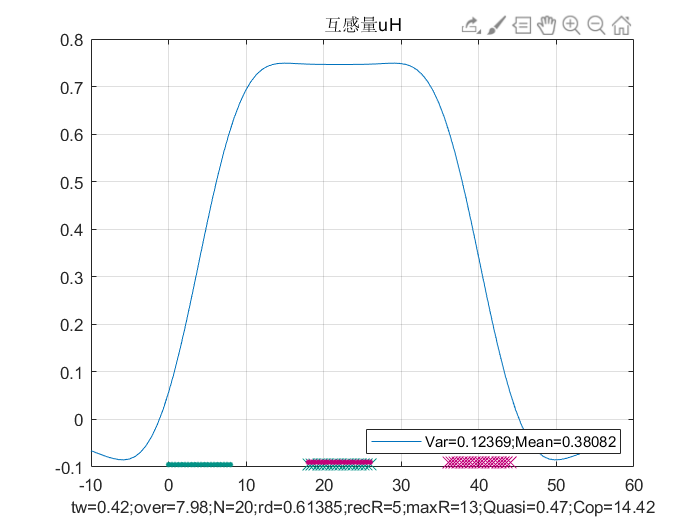 互感量uH
0.8
0.7
0.6
0.5
0.4
0.3
0.2
0.1
0
-0.1
Var=0.12369;Mean=0.38082
-10 0 10 20 30 40 50 60
tw=0.42;over=7.98;N=20;rd=0.61385;recR=5;maxR=13;Quasi=0.47;Cop=14.42